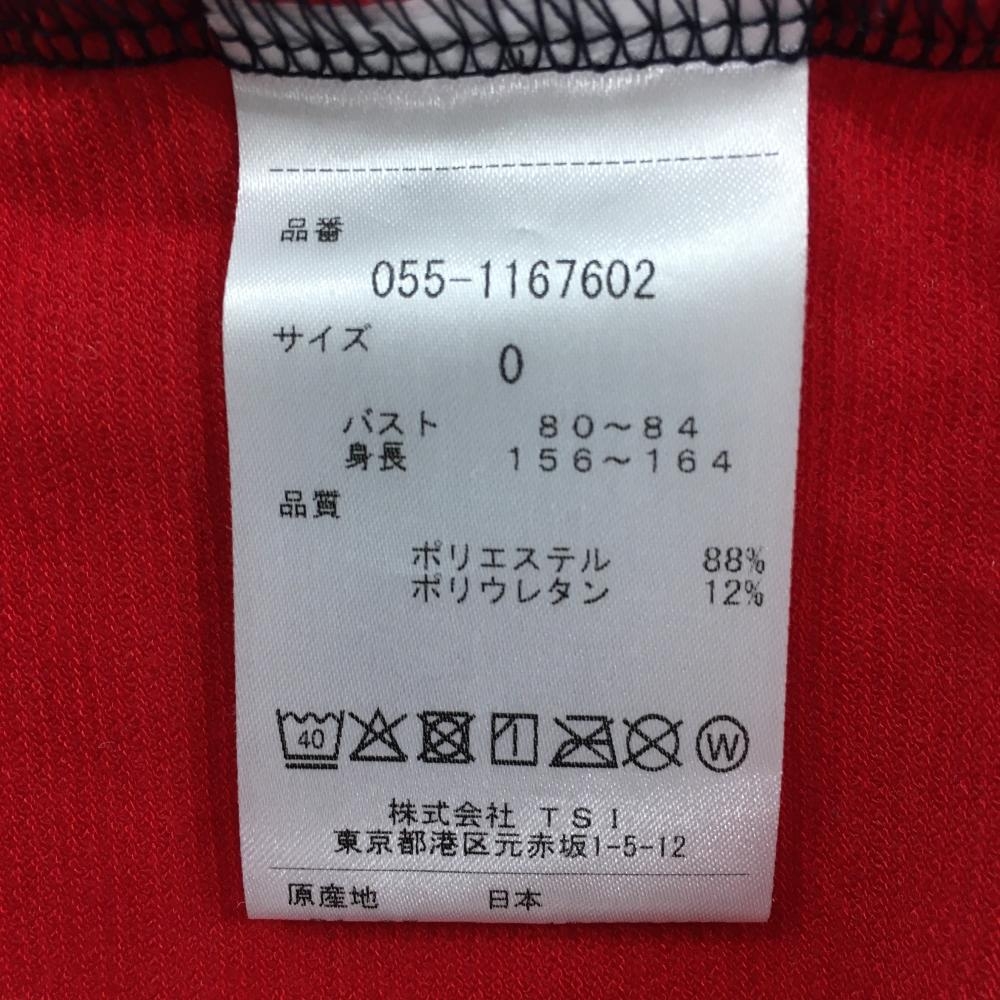 品番
055-1167602
サイズ
0
バスト 80～84
身長 156～164
品質
ポリエステル 88%
ポリウレタン 12%
40
W
株式会社 TSI
東京都港区元赤坂1-5-12
原産地 日本